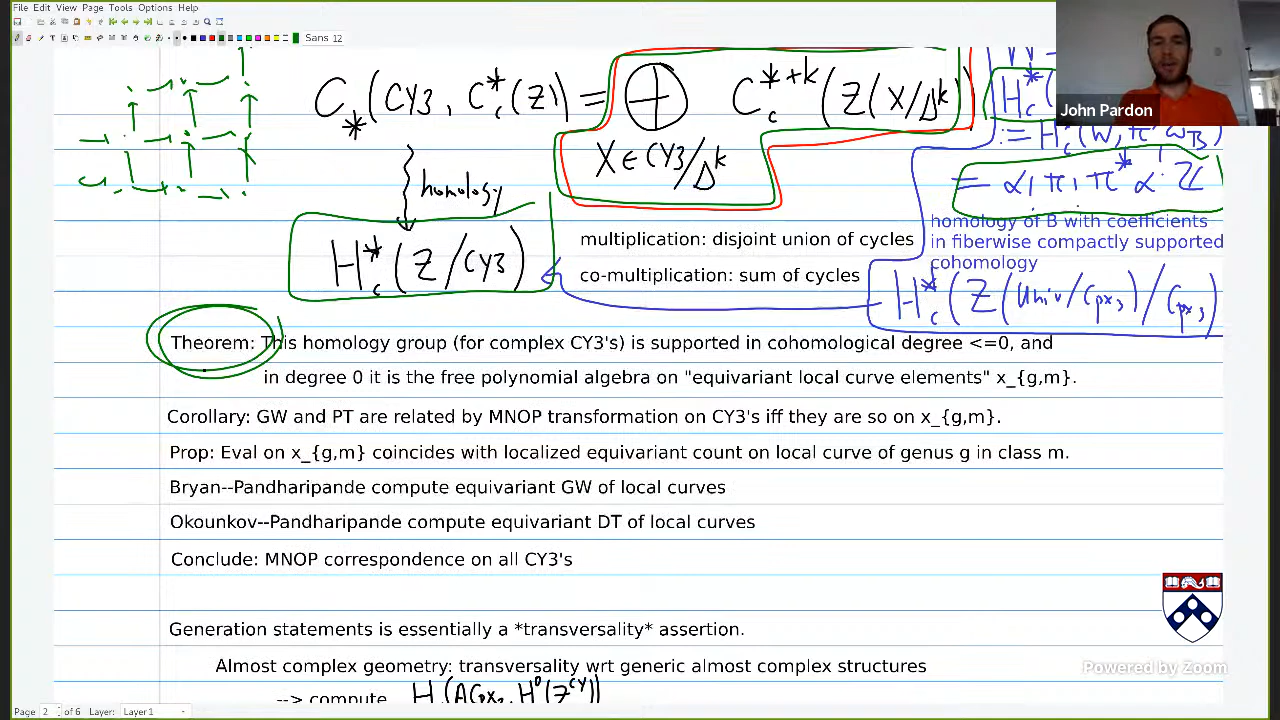 File Edit View Page Tools Options Help
Sans 12
John Pardon
C_*(CY3, C_c^*(Z)) = ⊕ C_c^{*+k}(Z(X/Δ^k)
X ∈ CY3/Δ^k
homology
H_c^*(Z/CY3)
multiplication: disjoint union of cycles
co-multiplication: sum of cycles
= α_! π_! π^* α^! Z
homology of B with coefficients
in fiberwise compactly supported
cohomology
H_c^*(Z(Univ/Cpx_3)/Cpx_3)
Theorem: This homology group (for complex CY3's) is supported in cohomological degree <=0, and
in degree 0 it is the free polynomial algebra on "equivariant local curve elements" x_{g,m}.
Corollary: GW and PT are related by MNOP transformation on CY3's iff they are so on x_{g,m}.
Prop: Eval on x_{g,m} coincides with localized equivariant count on local curve of genus g in class m.
Bryan--Pandharipande compute equivariant GW of local curves
Okounkov--Pandharipande compute equivariant DT of local curves
Conclude: MNOP correspondence on all CY3's
Generation statements is essentially a *transversality* assertion.
Almost complex geometry: transversality wrt generic almost complex structures
--> compute
Powered by Zoom
Page 2 of 6 Layer: Layer 1